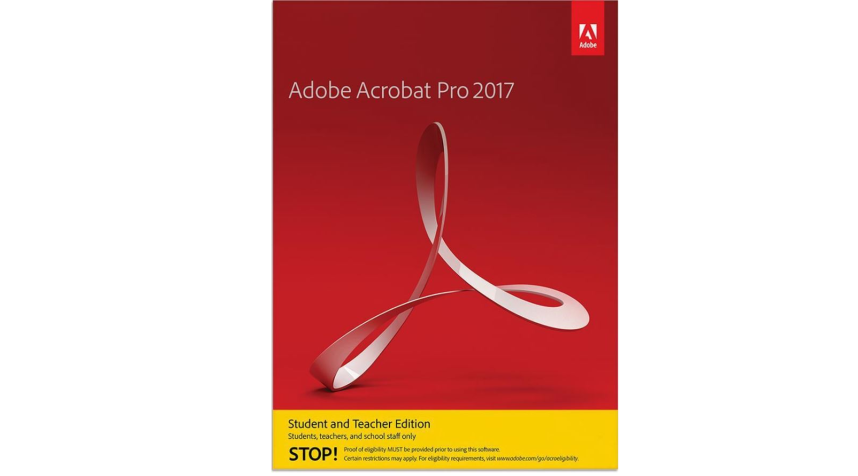 Adobe
Adobe Acrobat Pro 2017
Student and Teacher Edition
Students, teachers, and school staff only
STOP! Proof of eligibility MUST be provided prior to using this software.
Certain restrictions may apply. For eligibility requirements, visit www.adobe.com/go/acroeligibility.